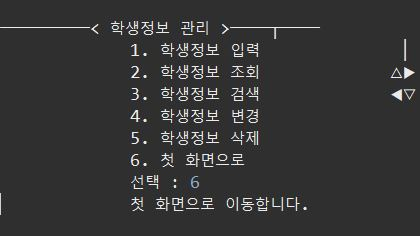 < 학생정보 관리 >
1. 학생정보 입력
2. 학생정보 조회
3. 학생정보 검색
4. 학생정보 변경
5. 학생정보 삭제
6. 첫 화면으로
선택 : 6
첫 화면으로 이동합니다.